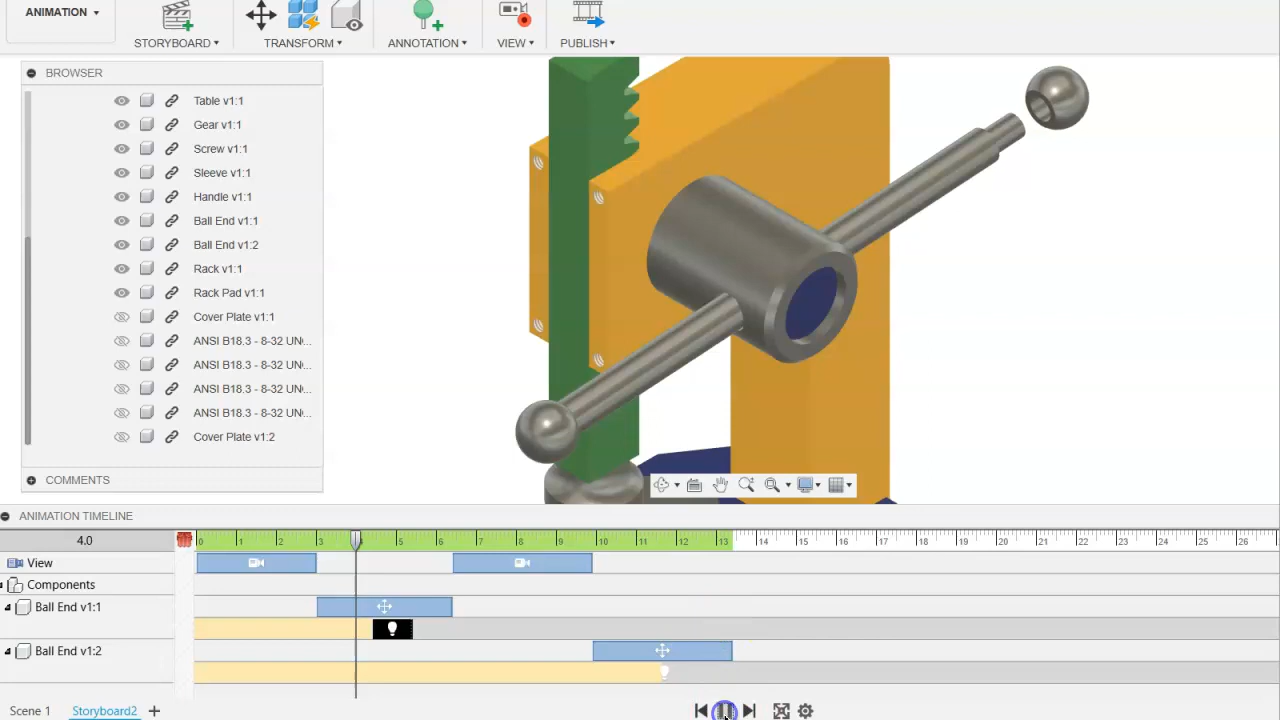 ANIMATION
STORYBOARD TRANSFORM ANNOTATION VIEW PUBLISH
BROWSER
Table v1:1
Gear v1:1
Screw v1:1
Sleeve v1:1
Handle v1:1
Ball End v1:1
Ball End v1:2
Rack v1:1
Rack Pad v1:1
Cover Plate v1:1
ANSI B18.3 - 8-32 UN(...
ANSI B18.3 - 8-32 UN(...
ANSI B18.3 - 8-32 UN(...
ANSI B18.3 - 8-32 UN(...
Cover Plate v1:2
COMMENTS
ANIMATION TIMELINE
4.0 0 1 2 3 4 5 6 7 8 9 10 11 12 13 14 15 16 17 18 19 20 21 22 23 24 25 26
View
Components
Ball End v1:1
Ball End v1:2
Scene 1 Storyboard2